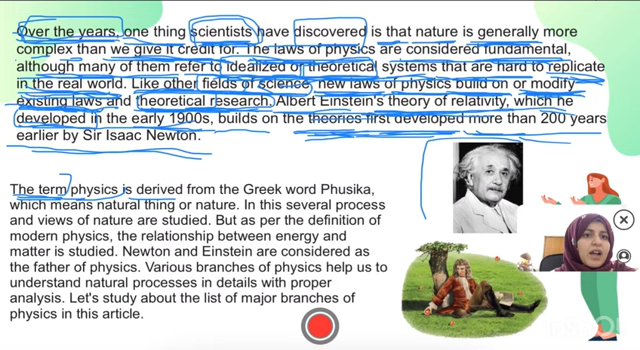 Over the years, one thing scientists have discovered is that nature is generally more
complex than we give it credit for. The laws of physics are considered fundamental,
although many of them refer to idealized or theoretical systems that are hard to replicate
in the real world. Like other fields of science, new laws of physics build on or modify
existing laws and theoretical research. Albert Einstein's theory of relativity, which he
developed in the early 1900s, builds on the theories first developed more than 200 years
earlier by Sir Isaac Newton.
The term physics is derived from the Greek word Phusika,
which means natural thing or nature. In this several process
and views of nature are studied. But as per the definition of
modern physics, the relationship between energy and
matter is studied. Newton and Einstein are considered as
the father of physics. Various branches of physics help us to
understand natural processes in details with proper
analysis. Let's study about the list of major branches of
physics in this article.